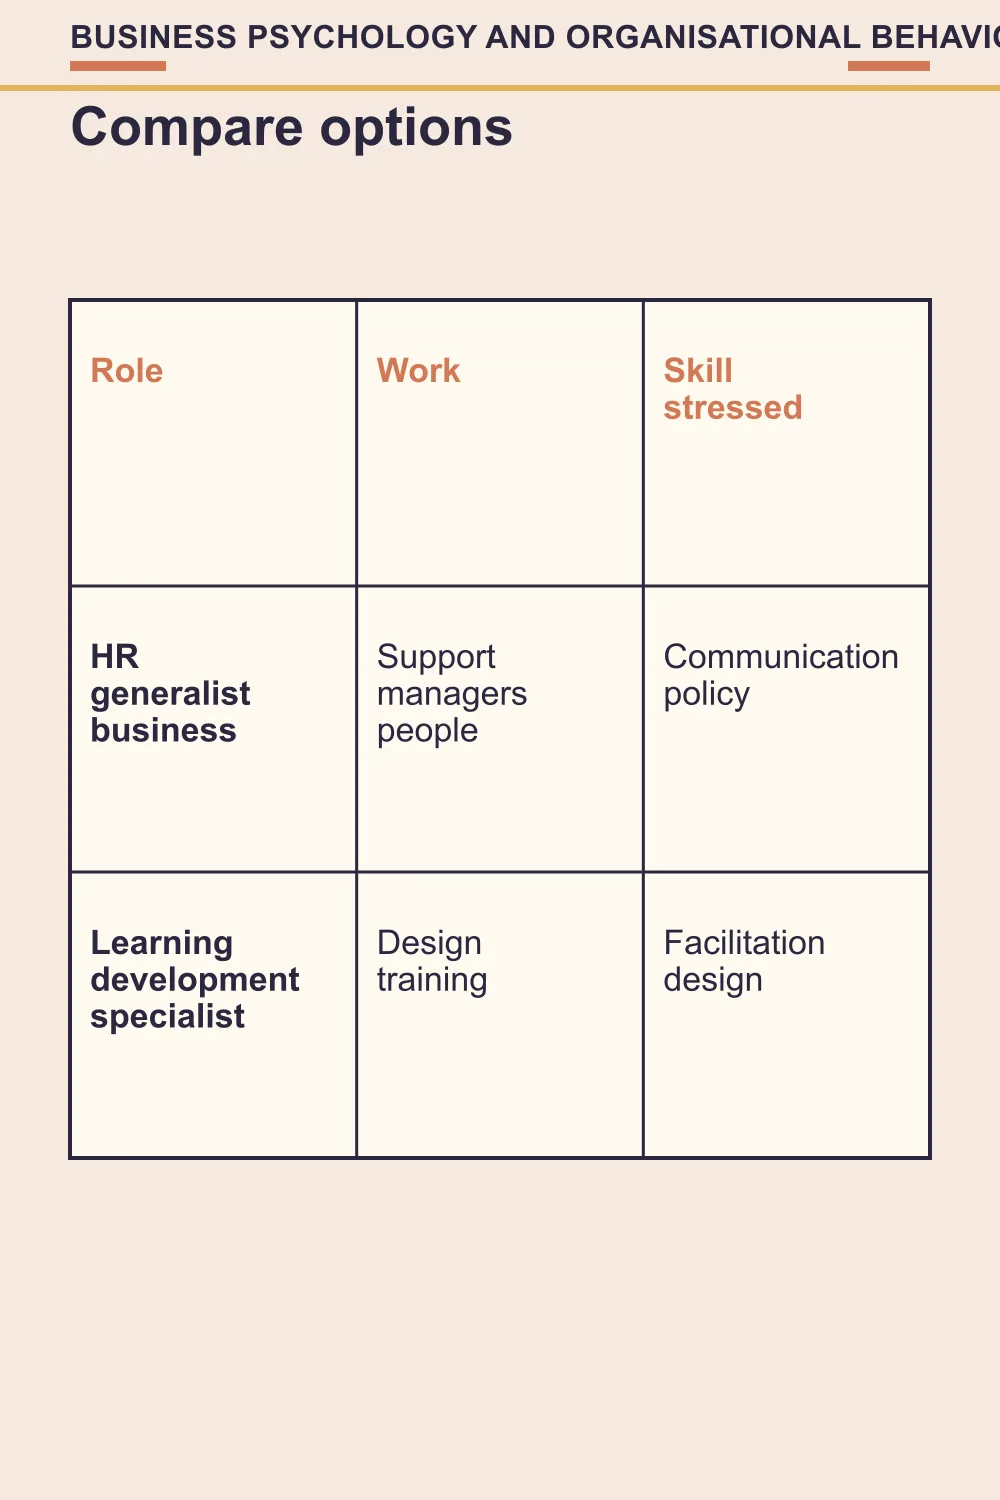 BUSINESS PSYCHOLOGY AND ORGANISATIONAL
Compare options
Role
Work
Skill
stressed
HR
generalist
business
Support
managers
people
Communication
policy
Learning
development
specialist
Design
training
Facilitation
design